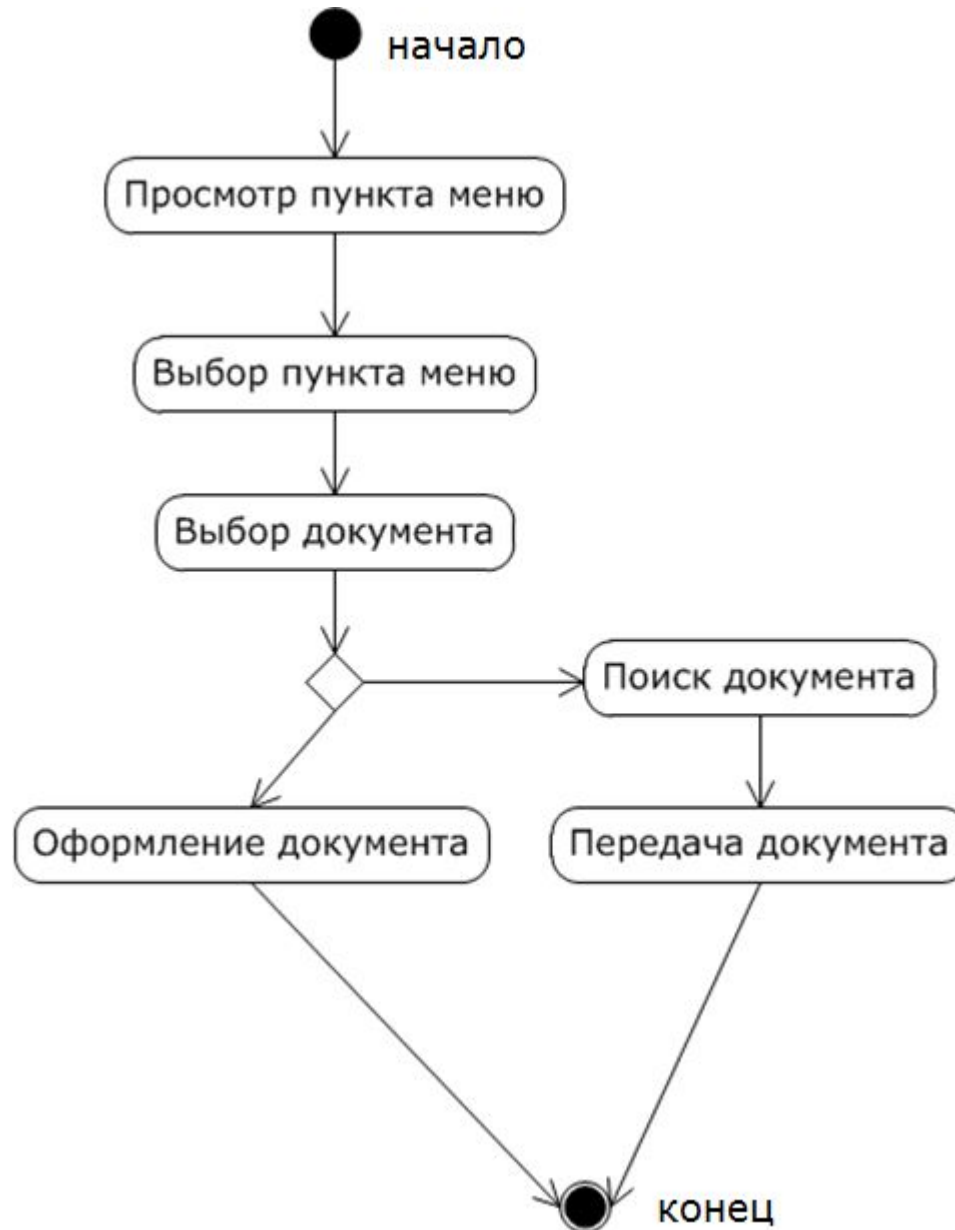 начало
Просмотр пункта меню
Выбор пункта меню
Выбор документа
Поиск документа
Оформление документа
Передача документа
конец